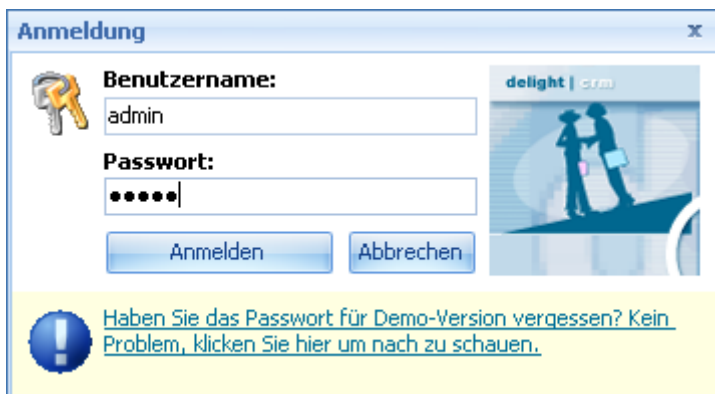 Anmeldung
Benutzername:
delight | crm
admin
Passwort:
•••••
Anmelden
Abbrechen
Haben Sie das Passwort für Demo-Version vergessen? Kein
Problem, klicken Sie hier um nach zu schauen.